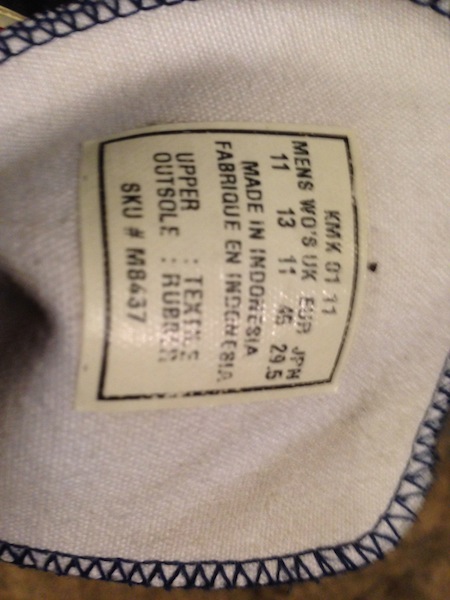 KMK 01 11
MENS WO'S UK EUR JPN
11 13 11 46 29.5
MADE IN INDONESIA
FABRIQUE EN INDONESIA
UPPER : TEXTILE
OUTSOLE : RUBBER
SKU # M8437